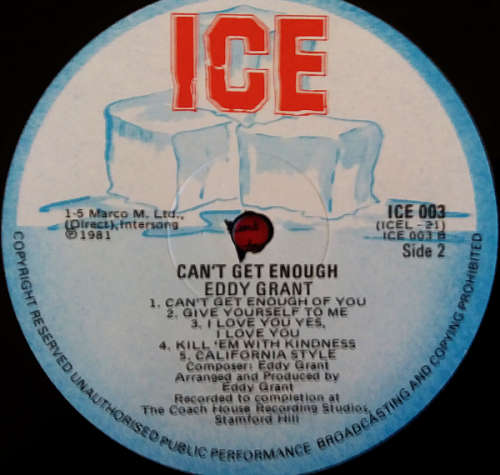 ICE
1-5 Marco M. Ltd.,
(Direct), Intersong
℗ 1981
ICE 003
(ICEL - 21)
ICE 003 B
Side 2
CAN'T GET ENOUGH
EDDY GRANT
1. CAN'T GET ENOUGH OF YOU
2. GIVE YOURSELF TO ME
3. I LOVE YOU YES,
I LOVE YOU
4. KILL 'EM WITH KINDNESS
5. CALIFORNIA STYLE
Composer: Eddy Grant
Arranged and Produced by
Eddy Grant
Recorded to completion at
The Coach House Recording Studios,
Stamford Hill
COPYRIGHT RESERVED UNAUTHORISED PUBLIC PERFORMANCE BROADCASTING AND COPYING PROHIBITED